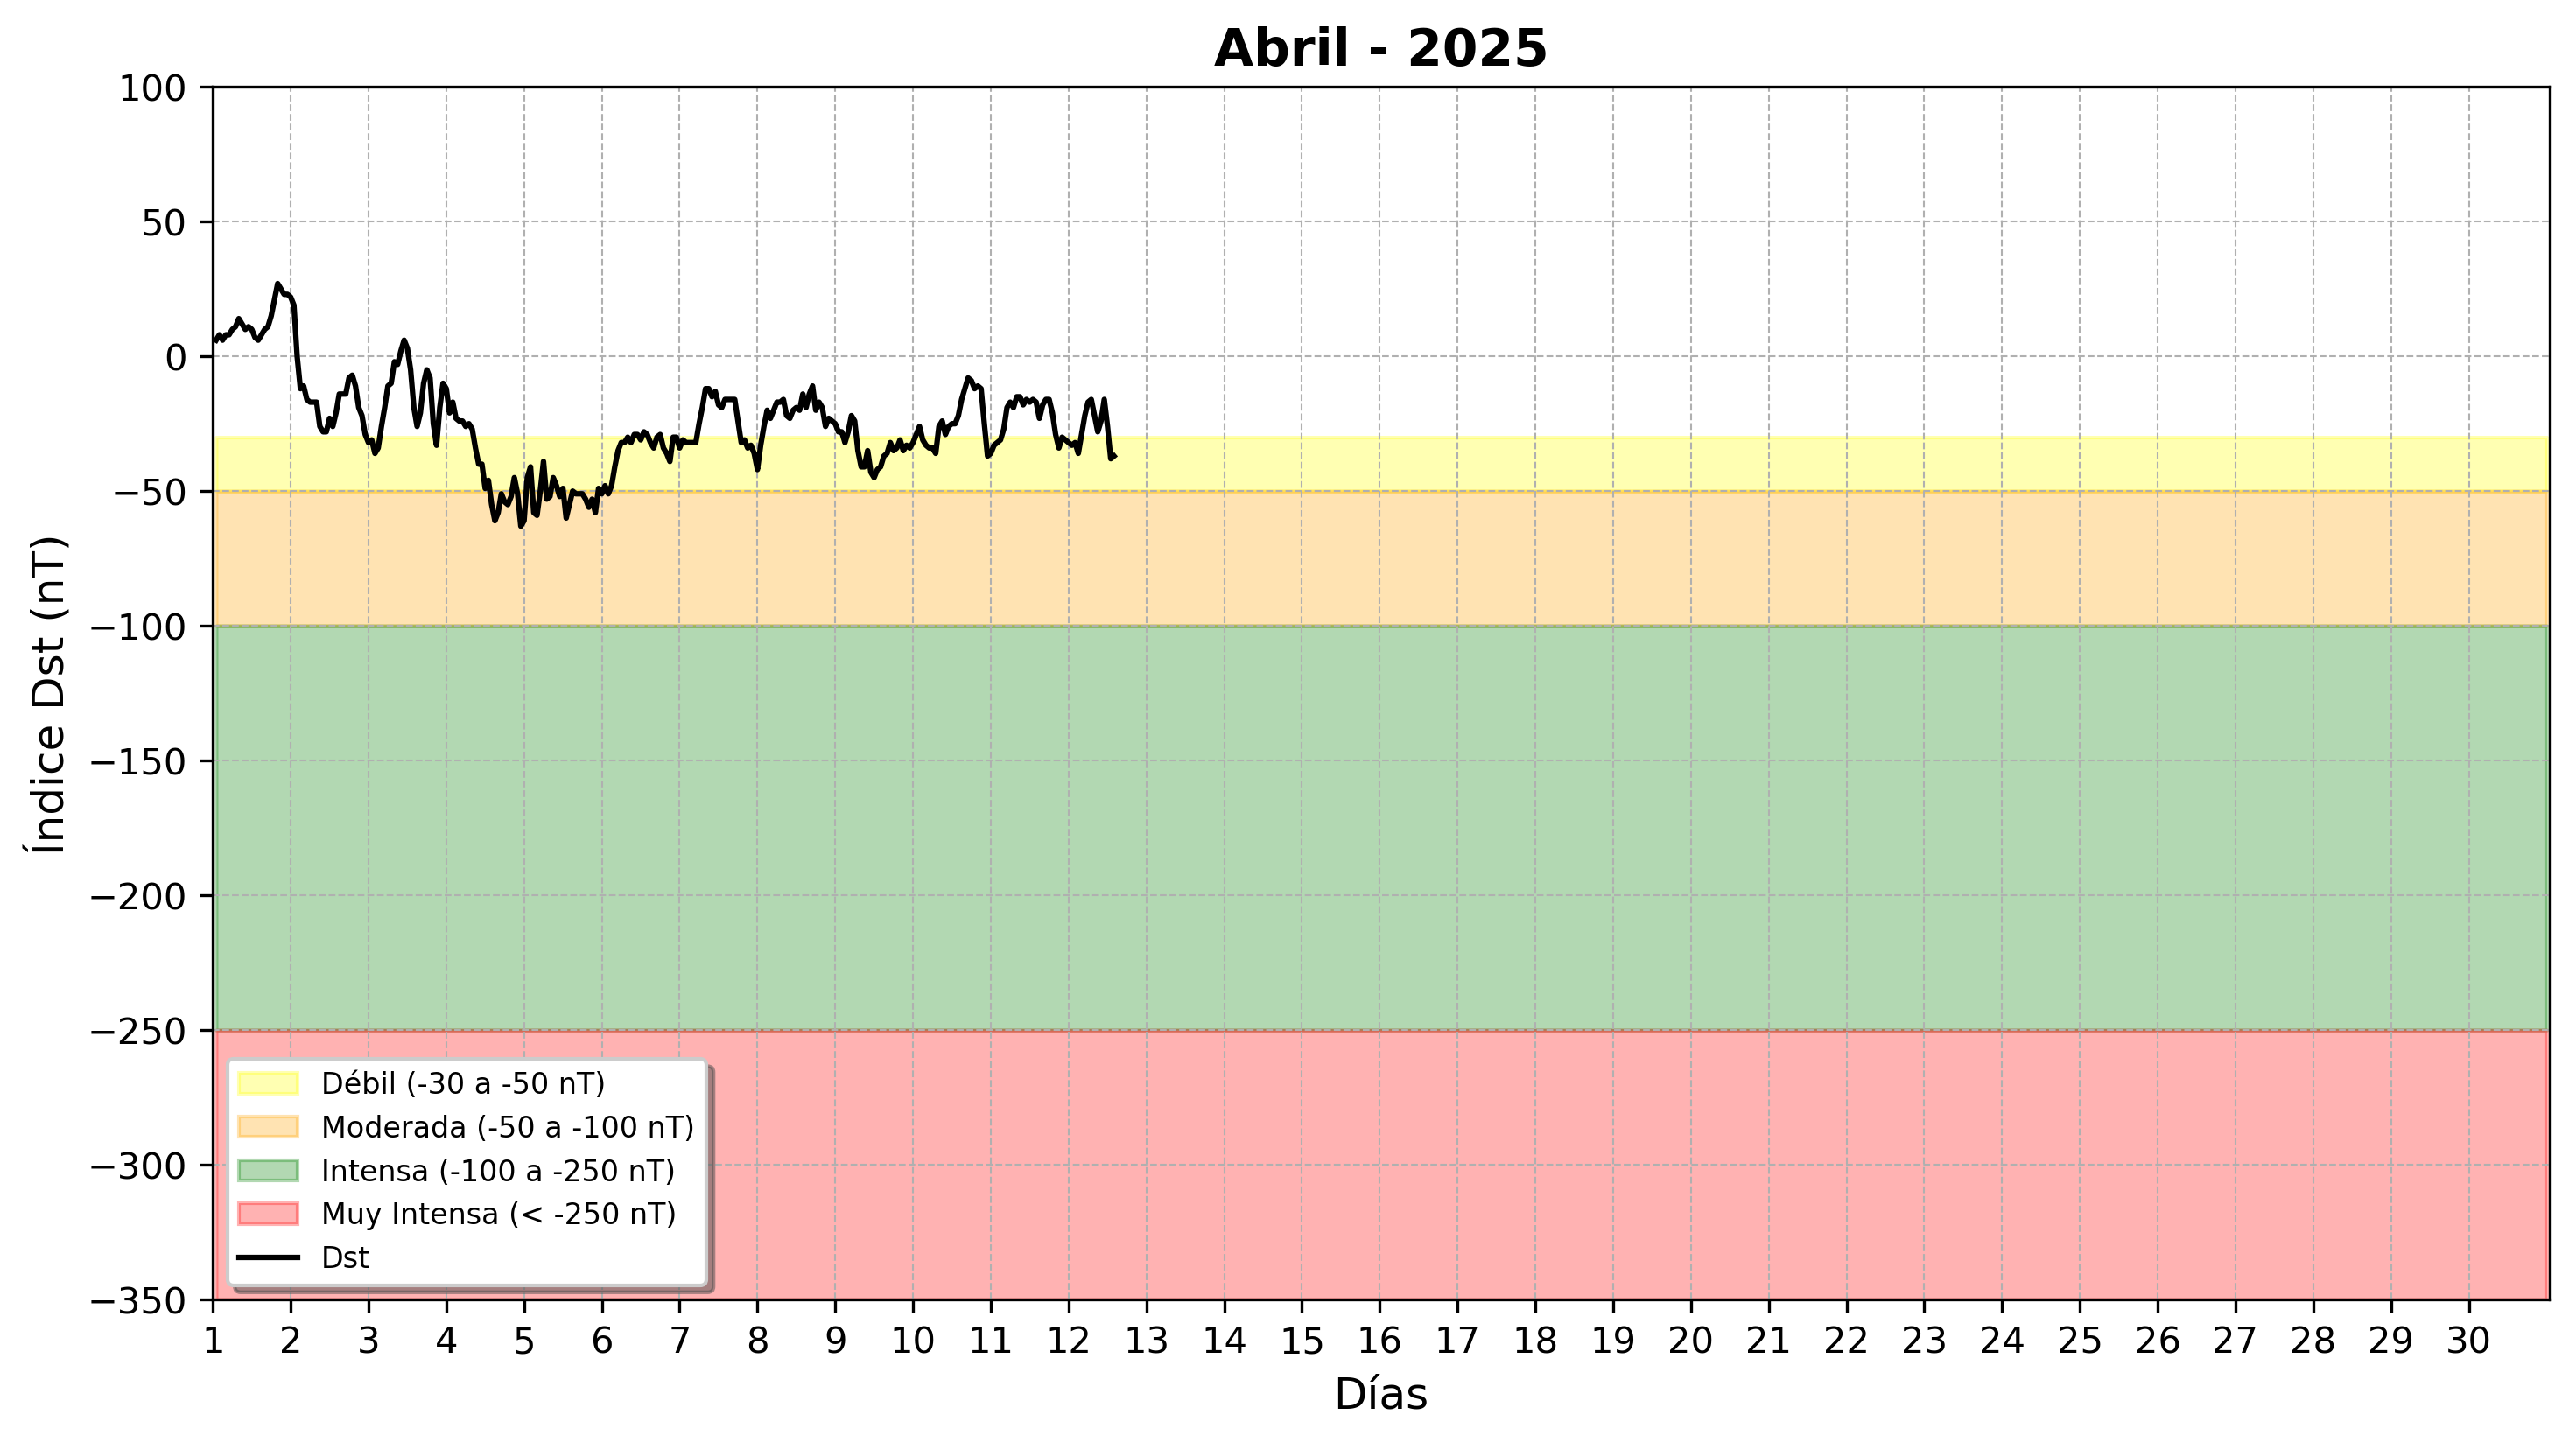 Abril - 2025
100
50
0
−50
−100
−150
−200
−250
−300
−350
Índice Dst (nT)
Débil (-30 a -50 nT)
Moderada (-50 a -100 nT)
Intensa (-100 a -250 nT)
Muy Intensa (< -250 nT)
Dst
1 2 3 4 5 6 7 8 9 10 11 12 13 14 15 16 17 18 19 20 21 22 23 24 25 26 27 28 29 30
Días